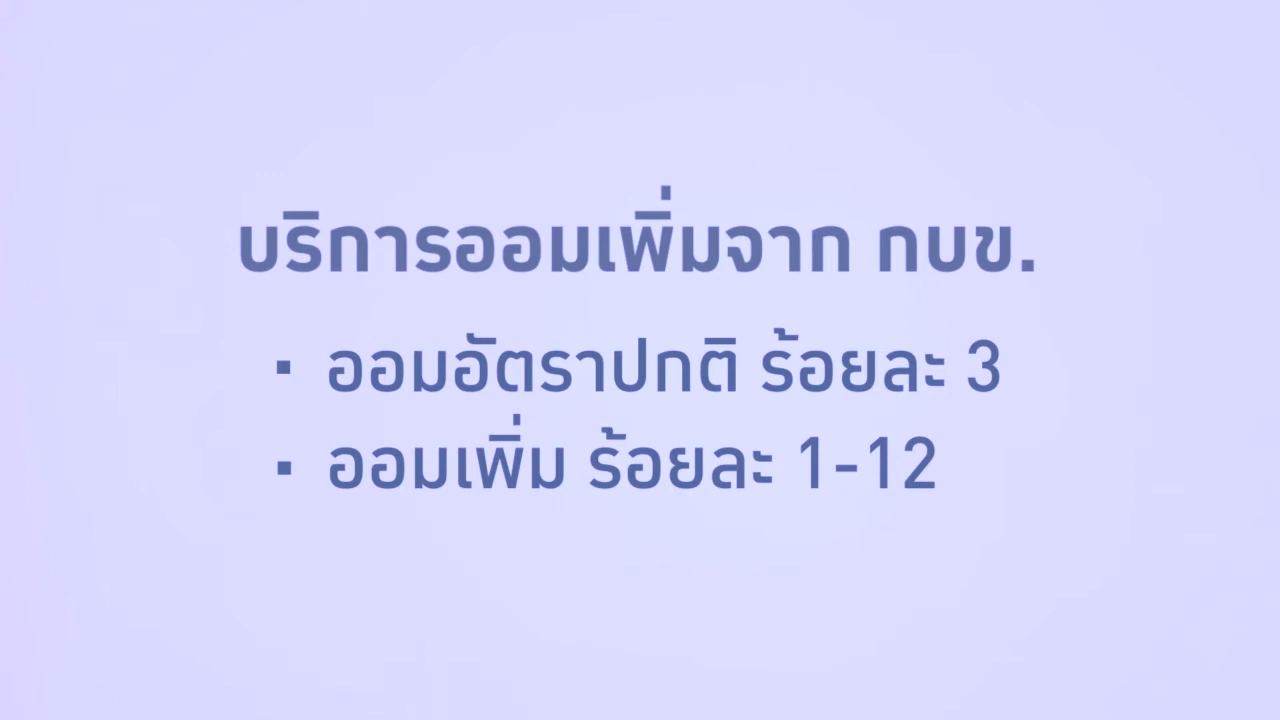 บริการออมเพิ่มจาก กบข.
▪ ออมอัตราปกติ ร้อยละ 3
▪ ออมเพิ่ม ร้อยละ 1-12